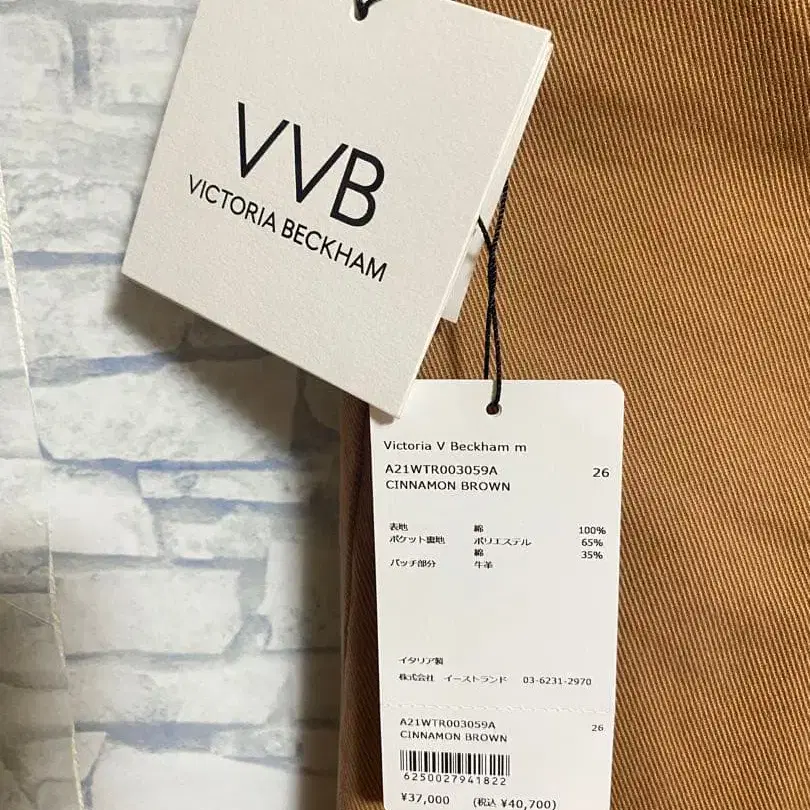 VVB
VICTORIA BECKHAM
Victoria V Beckham m
A21WTR003059A 26
CINNAMON BROWN
表地 綿 100%
ポケット裏地 ポリエステル 65%
綿 35%
パッチ部分 牛革
イタリア製
株式会社 イーストランド 03-6231-2970
A21WTR003059A 26
CINNAMON BROWN
6250027941822
¥37,000 (税込 ¥40,700)